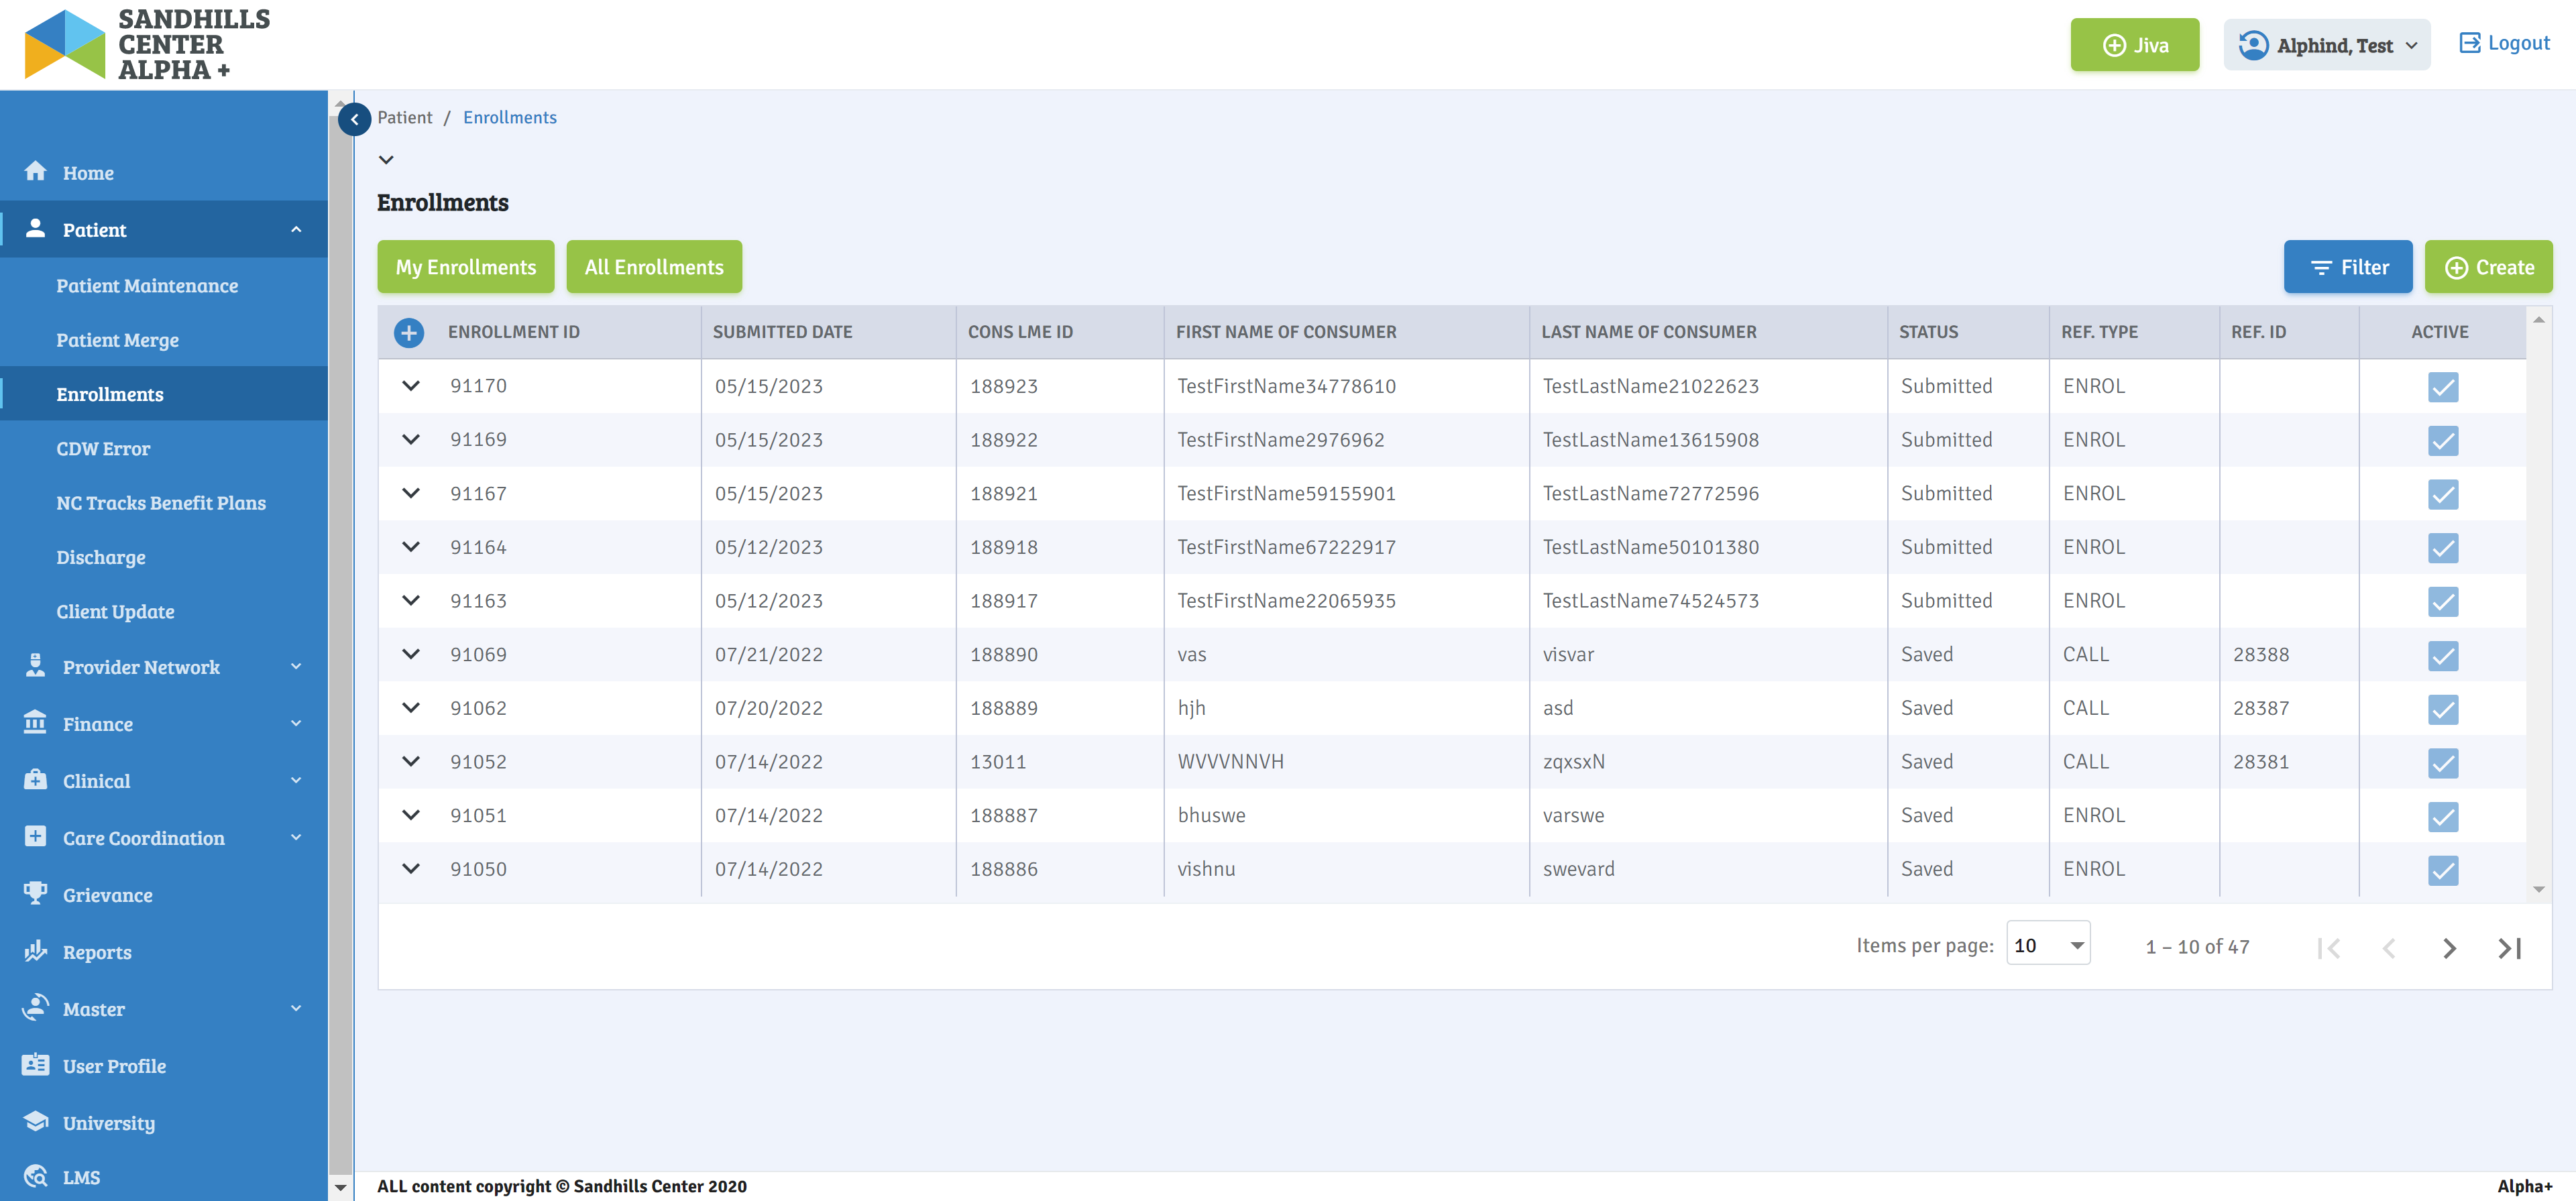 SANDHILLS
CENTER
ALPHA +
Jiva
Alphind, Test
Logout
Home
Patient
Patient Maintenance
Patient Merge
Enrollments
CDW Error
NC Tracks Benefit Plans
Discharge
Client Update
Provider Network
Finance
Clinical
Care Coordination
Grievance
Reports
Master
User Profile
University
LMS
Patient / Enrollments
Enrollments
My Enrollments All Enrollments Filter Create
ENROLLMENT ID SUBMITTED DATE CONS LME ID FIRST NAME OF CONSUMER LAST NAME OF CONSUMER STATUS REF. TYPE REF. ID ACTIVE
91170 05/15/2023 188923 TestFirstName34778610 TestLastName21022623 Submitted ENROL
91169 05/15/2023 188922 TestFirstName2976962 TestLastName13615908 Submitted ENROL
91167 05/15/2023 188921 TestFirstName59155901 TestLastName72772596 Submitted ENROL
91164 05/12/2023 188918 TestFirstName67222917 TestLastName50101380 Submitted ENROL
91163 05/12/2023 188917 TestFirstName22065935 TestLastName74524573 Submitted ENROL
91069 07/21/2022 188890 vas visvar Saved CALL 28388
91062 07/20/2022 188889 hjh asd Saved CALL 28387
91052 07/14/2022 13011 WVVVNNVH zqxsxN Saved CALL 28381
91051 07/14/2022 188887 bhuswe varswe Saved ENROL
91050 07/14/2022 188886 vishnu swevard Saved ENROL
Items per page: 10 1 – 10 of 47
ALL content copyright © Sandhills Center 2020 Alpha+